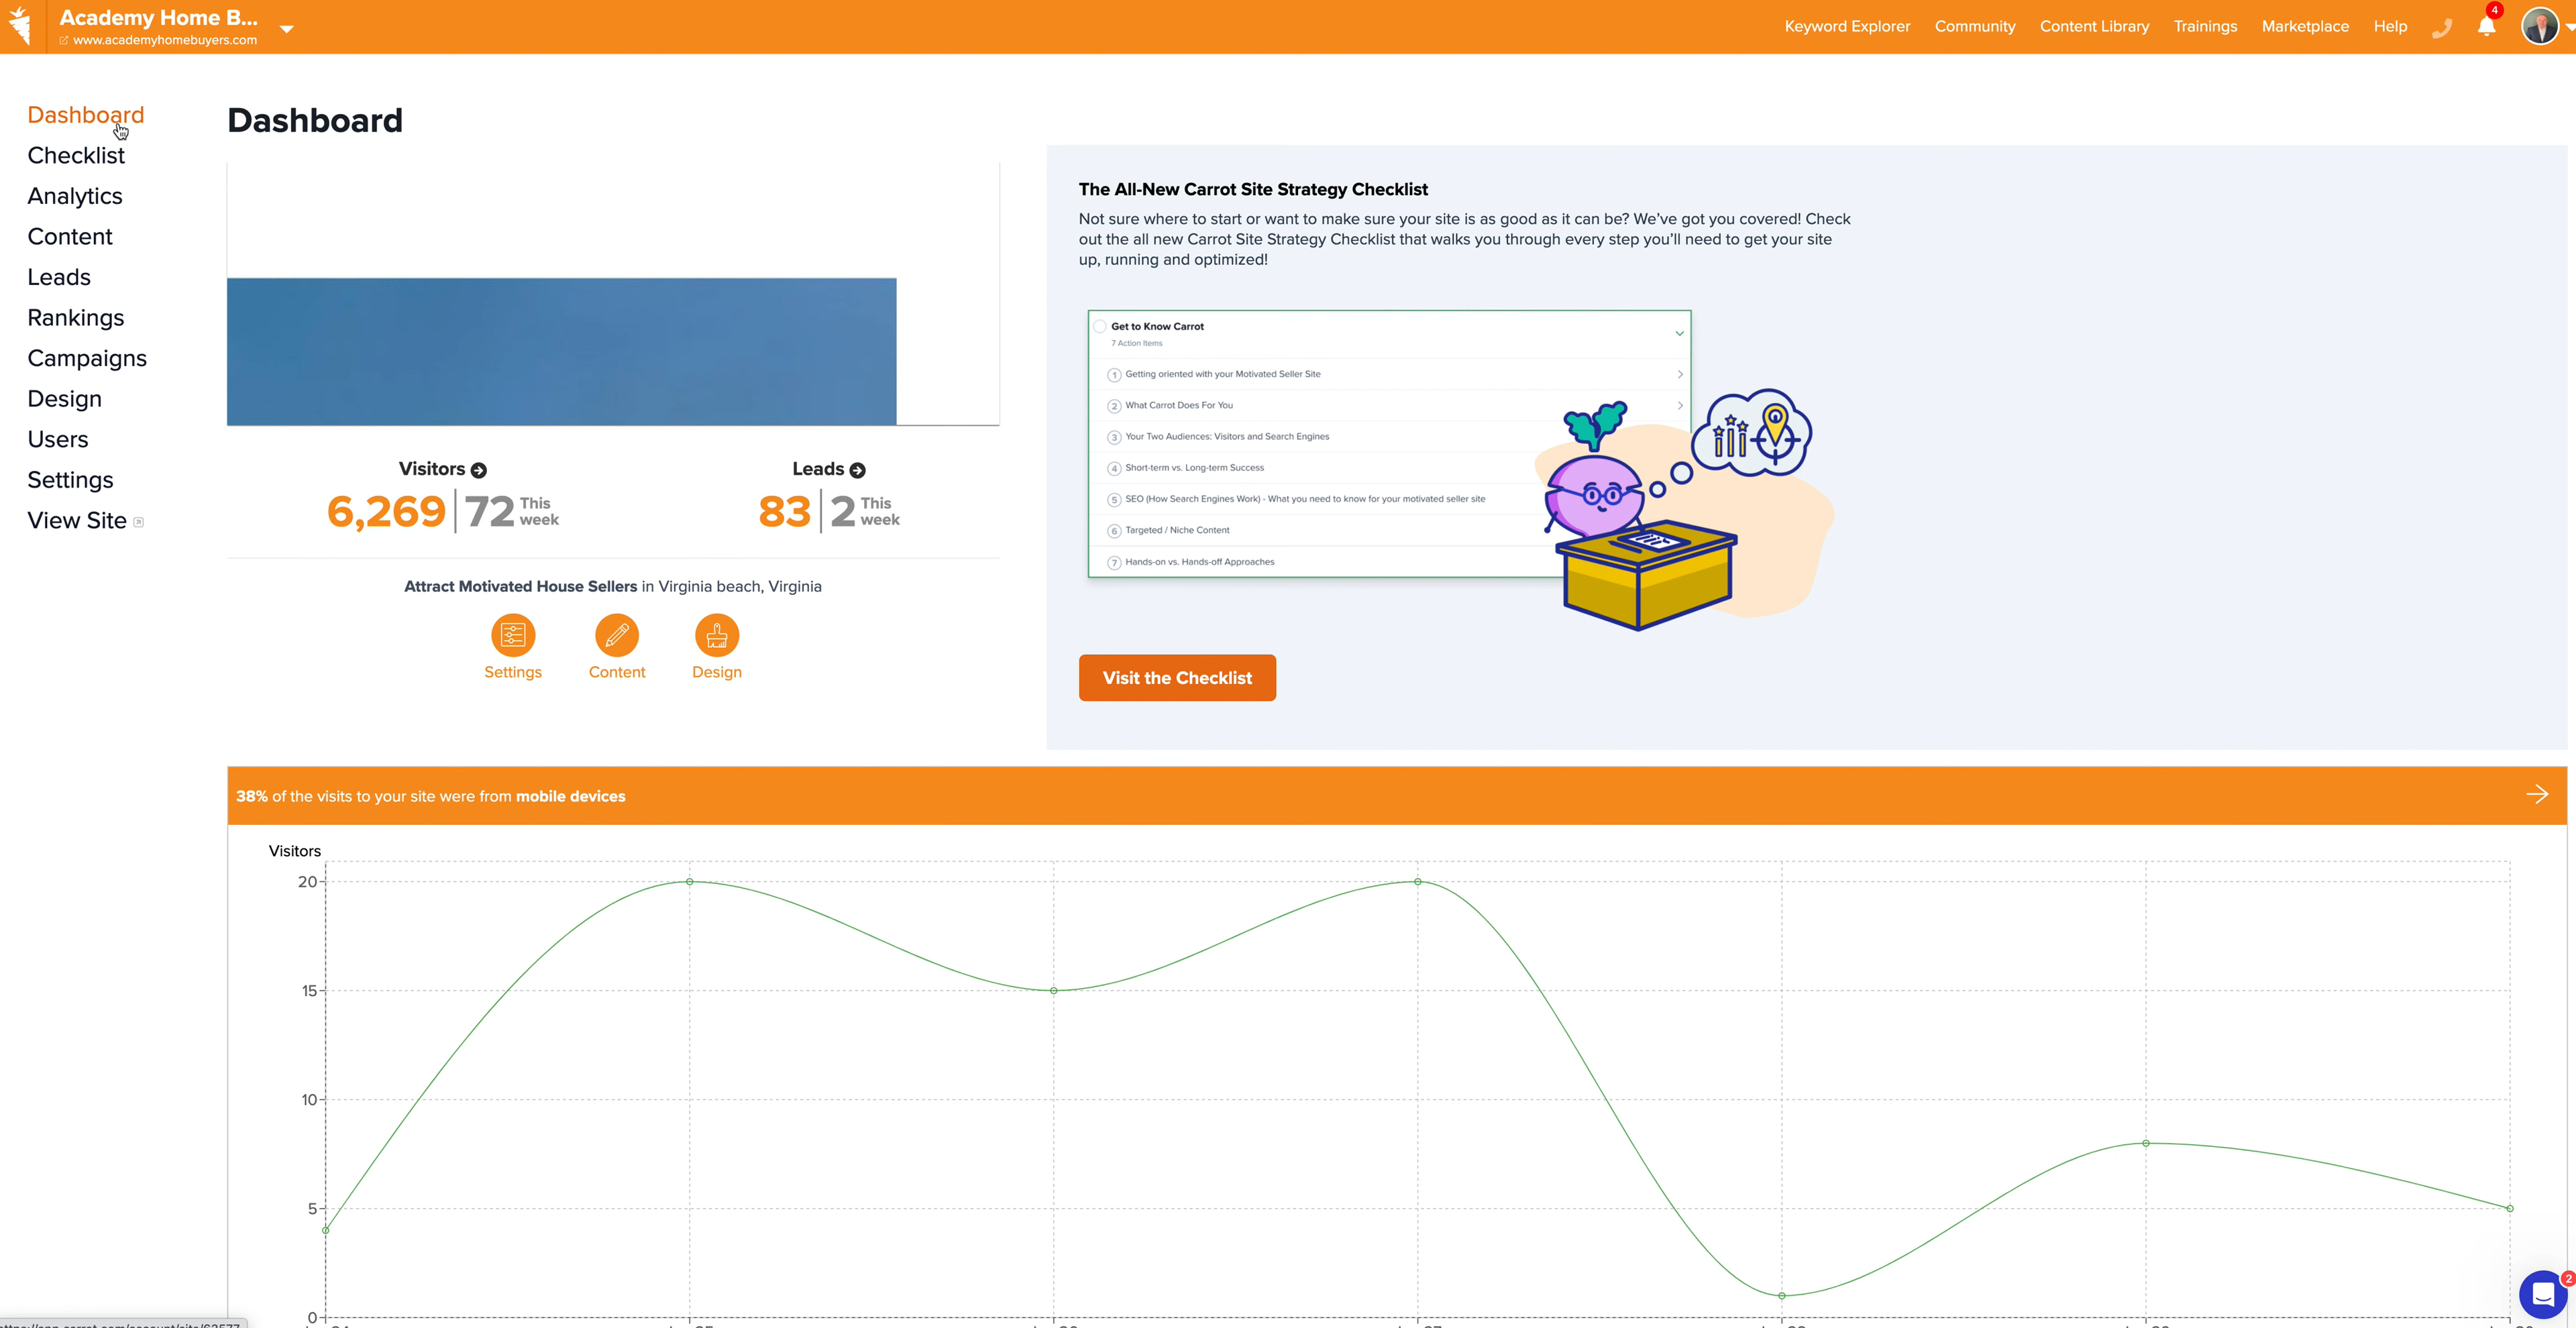 Academy Home B...
www.academyhomebuyers.com
Keyword Explorer Community Content Library Trainings Marketplace Help
4
Dashboard
Checklist
Analytics
Content
Leads
Rankings
Campaigns
Design
Users
Settings
View Site
Dashboard
Visitors
6,269 72 This week
Leads
83 2 This week
Attract Motivated House Sellers in Virginia beach, Virginia
Settings Content Design
The All-New Carrot Site Strategy Checklist
Not sure where to start or want to make sure your site is as good as it can be? We've got you covered! Check
out the all new Carrot Site Strategy Checklist that walks you through every step you'll need to get your site
up, running and optimized!
Get to Know Carrot
7 Action Items
1 Getting oriented with your Motivated Seller Site
2 What Carrot Does For You
3 Your Two Audiences: Visitors and Search Engines
4 Short-term vs. Long-term Success
5 SEO (How Search Engines Work) - What you need to know for your motivated seller site
6 Targeted / Niche Content
7 Hands-on vs. Hands-off Approaches
Visit the Checklist
38% of the visits to your site were from mobile devices
Visitors
20
15
10
5
0
2